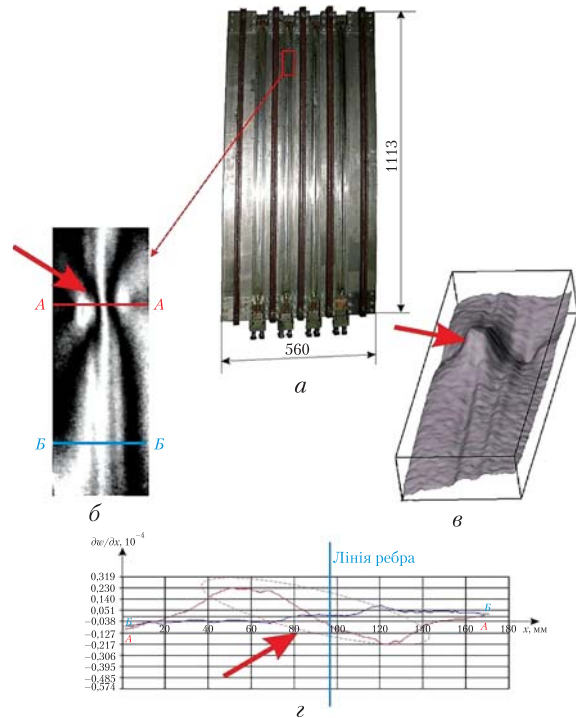 1113
560
а
А А
Б Б
б
в
∂w/∂x, 10⁻⁴
Лінія ребра
0,319
0,230
0,140
0,051
−0,038
−0,127
−0,217
−0,306
−0,395
−0,485
−0,574
Б
А
Б
А
20 40 60 80 100 120 140 160 180
x, мм
г